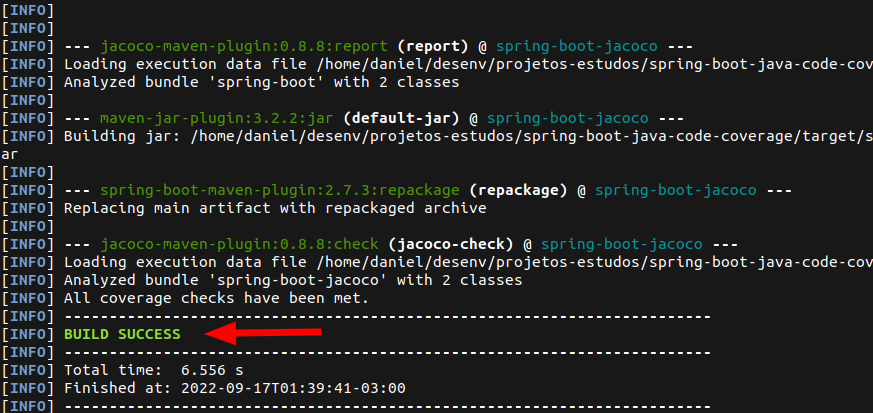 [INFO]
[INFO]
[INFO] --- jacoco-maven-plugin:0.8.8:report (report) @ spring-boot-jacoco ---
[INFO] Loading execution data file /home/daniel/desenv/projetos-estudos/spring-boot-java-code-cov
[INFO] Analyzed bundle 'spring-boot' with 2 classes
[INFO]
[INFO] --- maven-jar-plugin:3.2.2:jar (default-jar) @ spring-boot-jacoco ---
[INFO] Building jar: /home/daniel/desenv/projetos-estudos/spring-boot-java-code-coverage/target/s
ar
[INFO]
[INFO] --- spring-boot-maven-plugin:2.7.3:repackage (repackage) @ spring-boot-jacoco ---
[INFO] Replacing main artifact with repackaged archive
[INFO]
[INFO] --- jacoco-maven-plugin:0.8.8:check (jacoco-check) @ spring-boot-jacoco ---
[INFO] Loading execution data file /home/daniel/desenv/projetos-estudos/spring-boot-java-code-cov
[INFO] Analyzed bundle 'spring-boot-jacoco' with 2 classes
[INFO] All coverage checks have been met.
[INFO] ------------------------------------------------------------------------
[INFO] BUILD SUCCESS
[INFO] ------------------------------------------------------------------------
[INFO] Total time:  6.556 s
[INFO] Finished at: 2022-09-17T01:39:41-03:00
[INFO] ------------------------------------------------------------------------